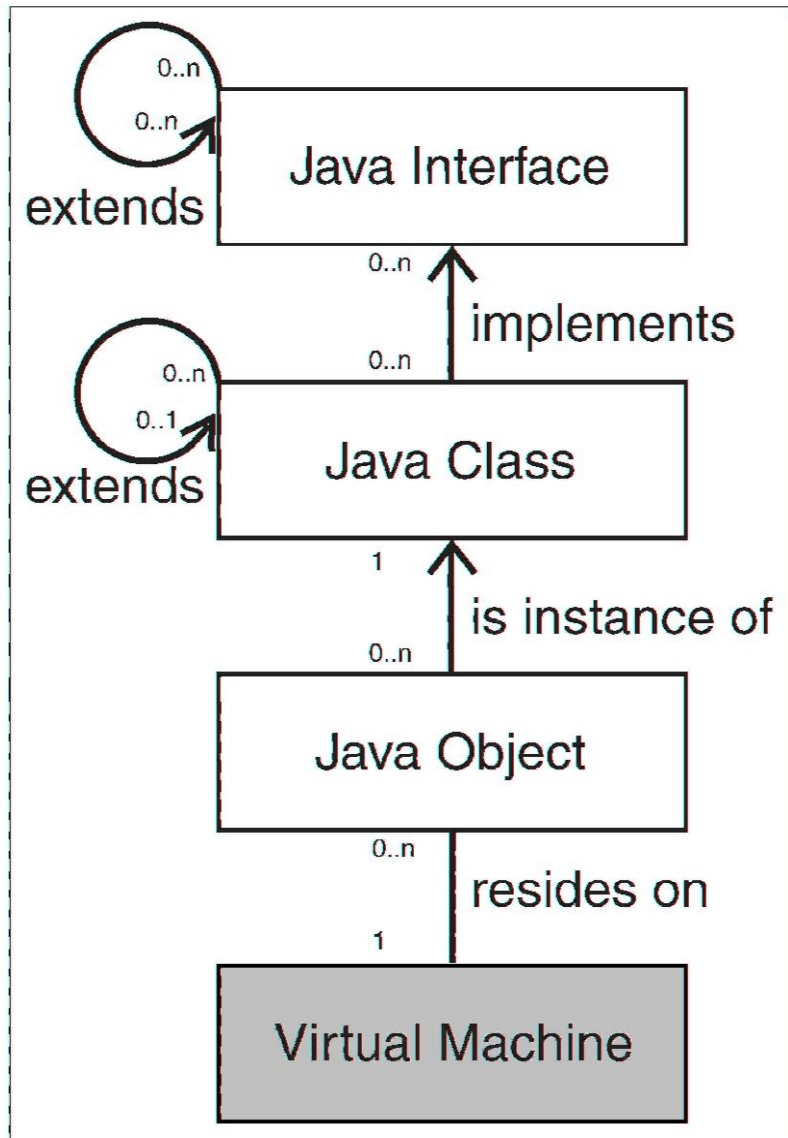 0..n
0..n
extends
Java Interface
0..n
implements
0..n
0..n
0..1
extends
Java Class
1
is instance of
0..n
Java Object
0..n
resides on
1
Virtual Machine